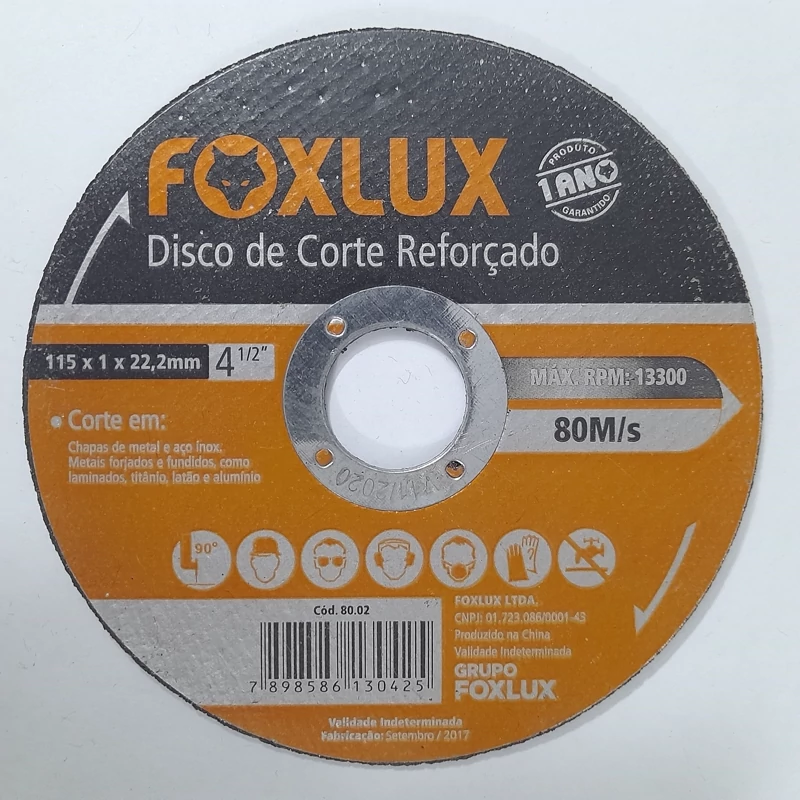 FOXLUX
PRODUTO
1 ANO
GARANTIDO
Disco de Corte Reforçado
115 x 1 x 22,2mm 4 1/2"
MÁX. RPM: 13300
80M/s
Corte em:
Chapas de metal e aço inox.
Metais forjados e fundidos, como
laminados, titânio, latão e alumínio
/2020
90°
Cód. 80.02
7 898586 130425
FOXLUX LTDA.
CNPJ: 01.723.086/0001-43
Produzido na China
Validade Indeterminada
GRUPO
FOXLUX
Validade Indeterminada
Fabricação: Setembro / 2017